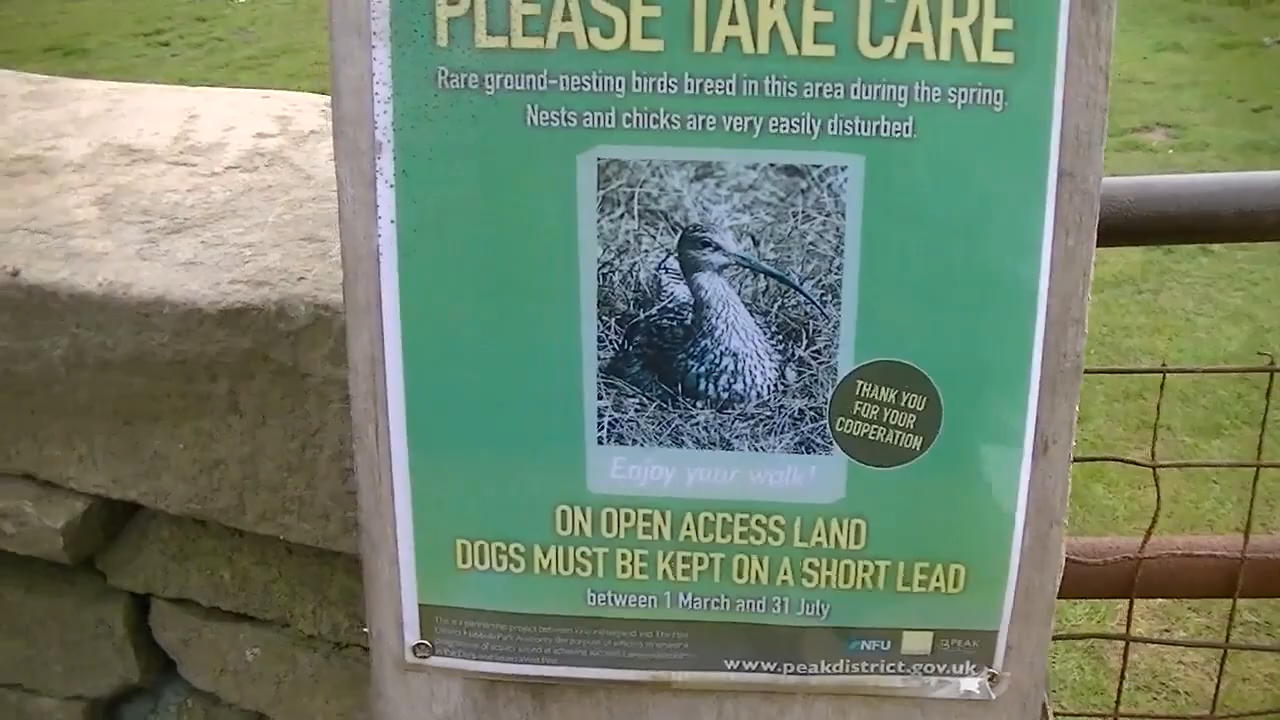 PLEASE TAKE CARE
Rare ground-nesting birds breed in this area during the spring.
Nests and chicks are very easily disturbed.
THANK YOU
FOR YOUR
COOPERATION
Enjoy your walk!
ON OPEN ACCESS LAND
DOGS MUST BE KEPT ON A SHORT LEAD
between 1 March and 31 July
NFU
PEAK
www.peakdistrict.gov.uk